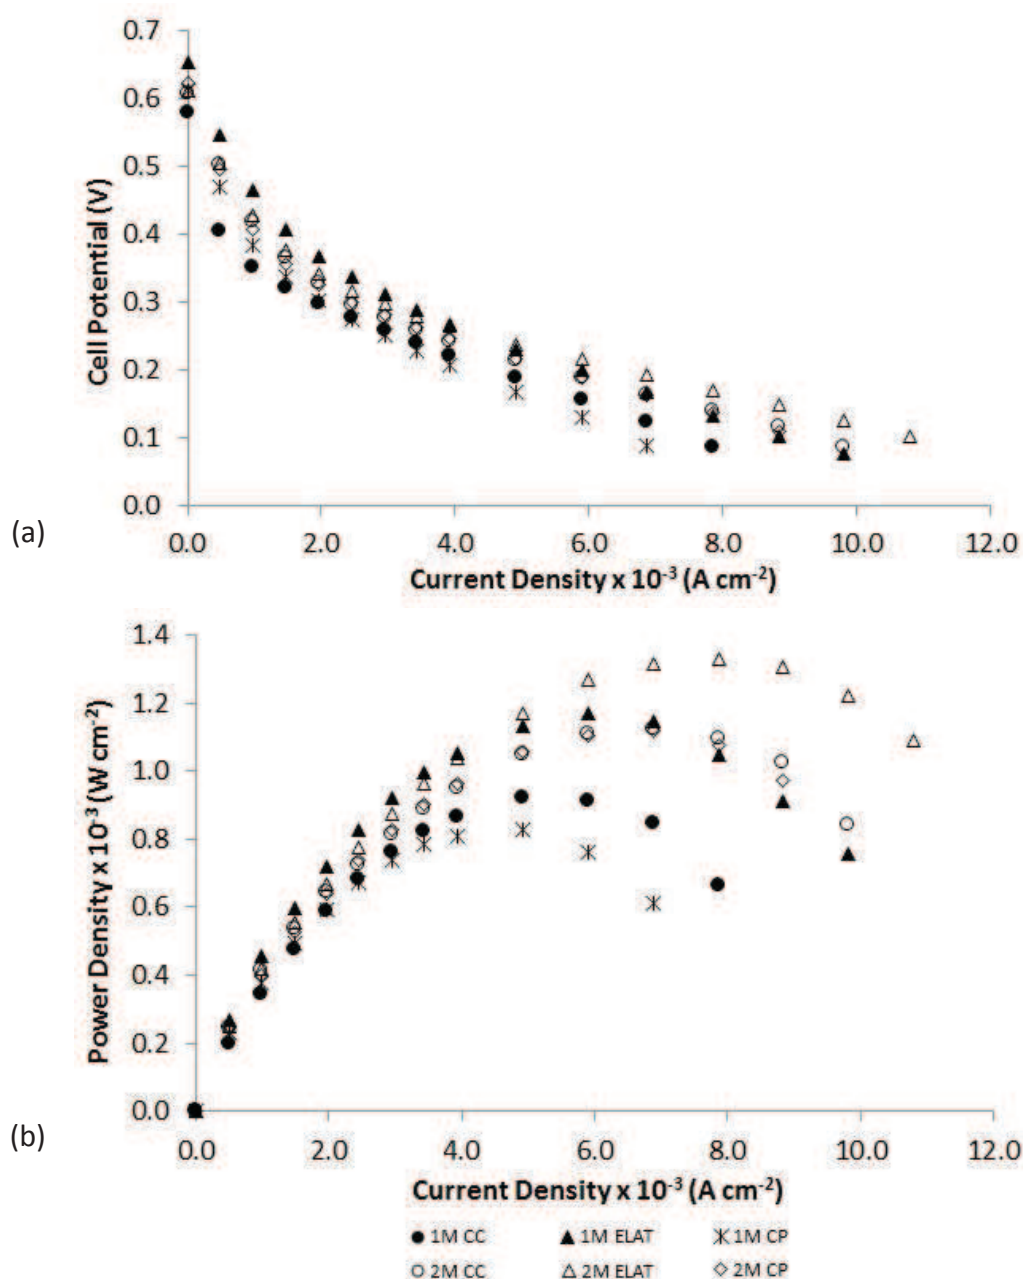 0.7
0.6
0.5
0.4
0.3
0.2
0.1
0.0
Cell Potential (V)
(a)
0.0 2.0 4.0 6.0 8.0 10.0 12.0
Current Density x 10⁻³ (A cm⁻²)
1.4
1.2
1.0
0.8
0.6
0.4
0.2
0.0
Power Density x 10⁻³ (W cm⁻²)
(b)
0.0 2.0 4.0 6.0 8.0 10.0 12.0
Current Density x 10⁻³ (A cm⁻²)
1M CC 1M ELAT 1M CP
2M CC 2M ELAT 2M CP